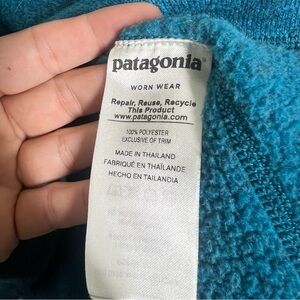 patagonia®
WORN WEAR
Repair, Reuse, Recycle
This Product
www.patagonia.com
100% POLYESTER
EXCLUSIVE OF TRIM
MADE IN THAILAND
FABRIQUÉ EN THAÏLANDE
HECHO EN TAILANDIA